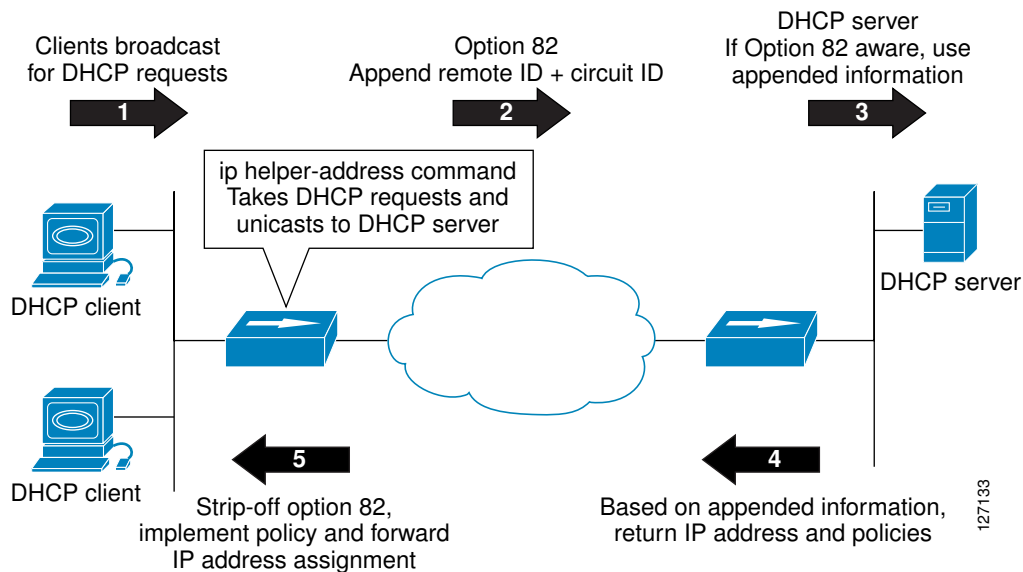 Clients broadcast
for DHCP requests
1
Option 82
Append remote ID + circuit ID
2
DHCP server
If Option 82 aware, use
appended information
3
ip helper-address command
Takes DHCP requests and
unicasts to DHCP server
DHCP client
DHCP server
DHCP client
5
Strip-off option 82,
implement policy and forward
IP address assignment
4
Based on appended information,
return IP address and policies
127133